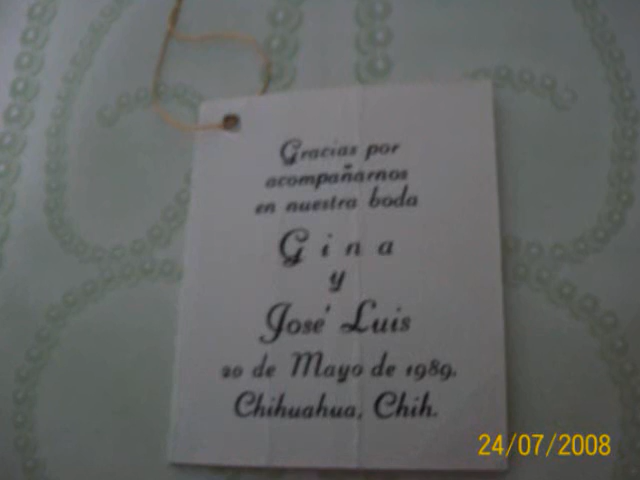 Gracias por
acompañarnos
en nuestra boda
Gina
y
José Luis
20 de Mayo de 1989.
Chihuahua, Chih.
24/07/2008